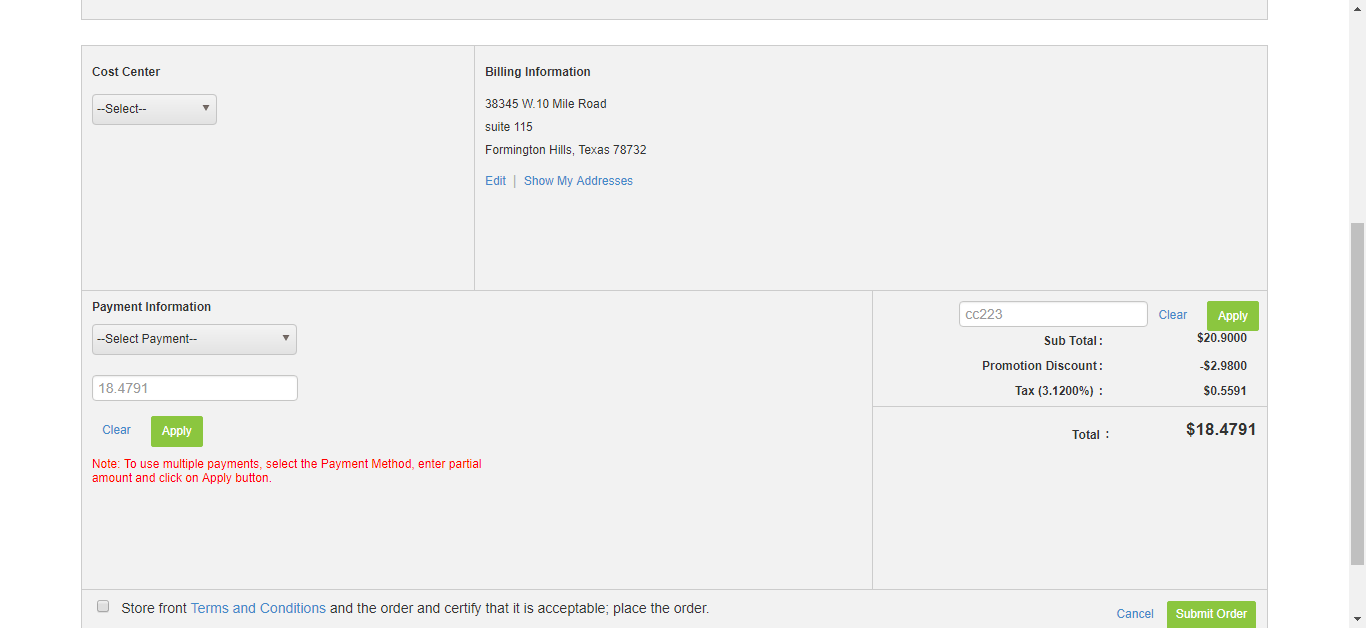 Cost Center
--Select--
Billing Information
38345 W.10 Mile Road
suite 115
Formington Hills, Texas 78732
Edit | Show My Addresses
Payment Information
--Select Payment--
18.4791
Clear Apply
Note: To use multiple payments, select the Payment Method, enter partial
amount and click on Apply button.
cc223 Clear Apply
Sub Total : $20.9000
Promotion Discount : -$2.9800
Tax (3.1200%) : $0.5591
Total : $18.4791
Store front Terms and Conditions and the order and certify that it is acceptable; place the order.
Cancel Submit Order